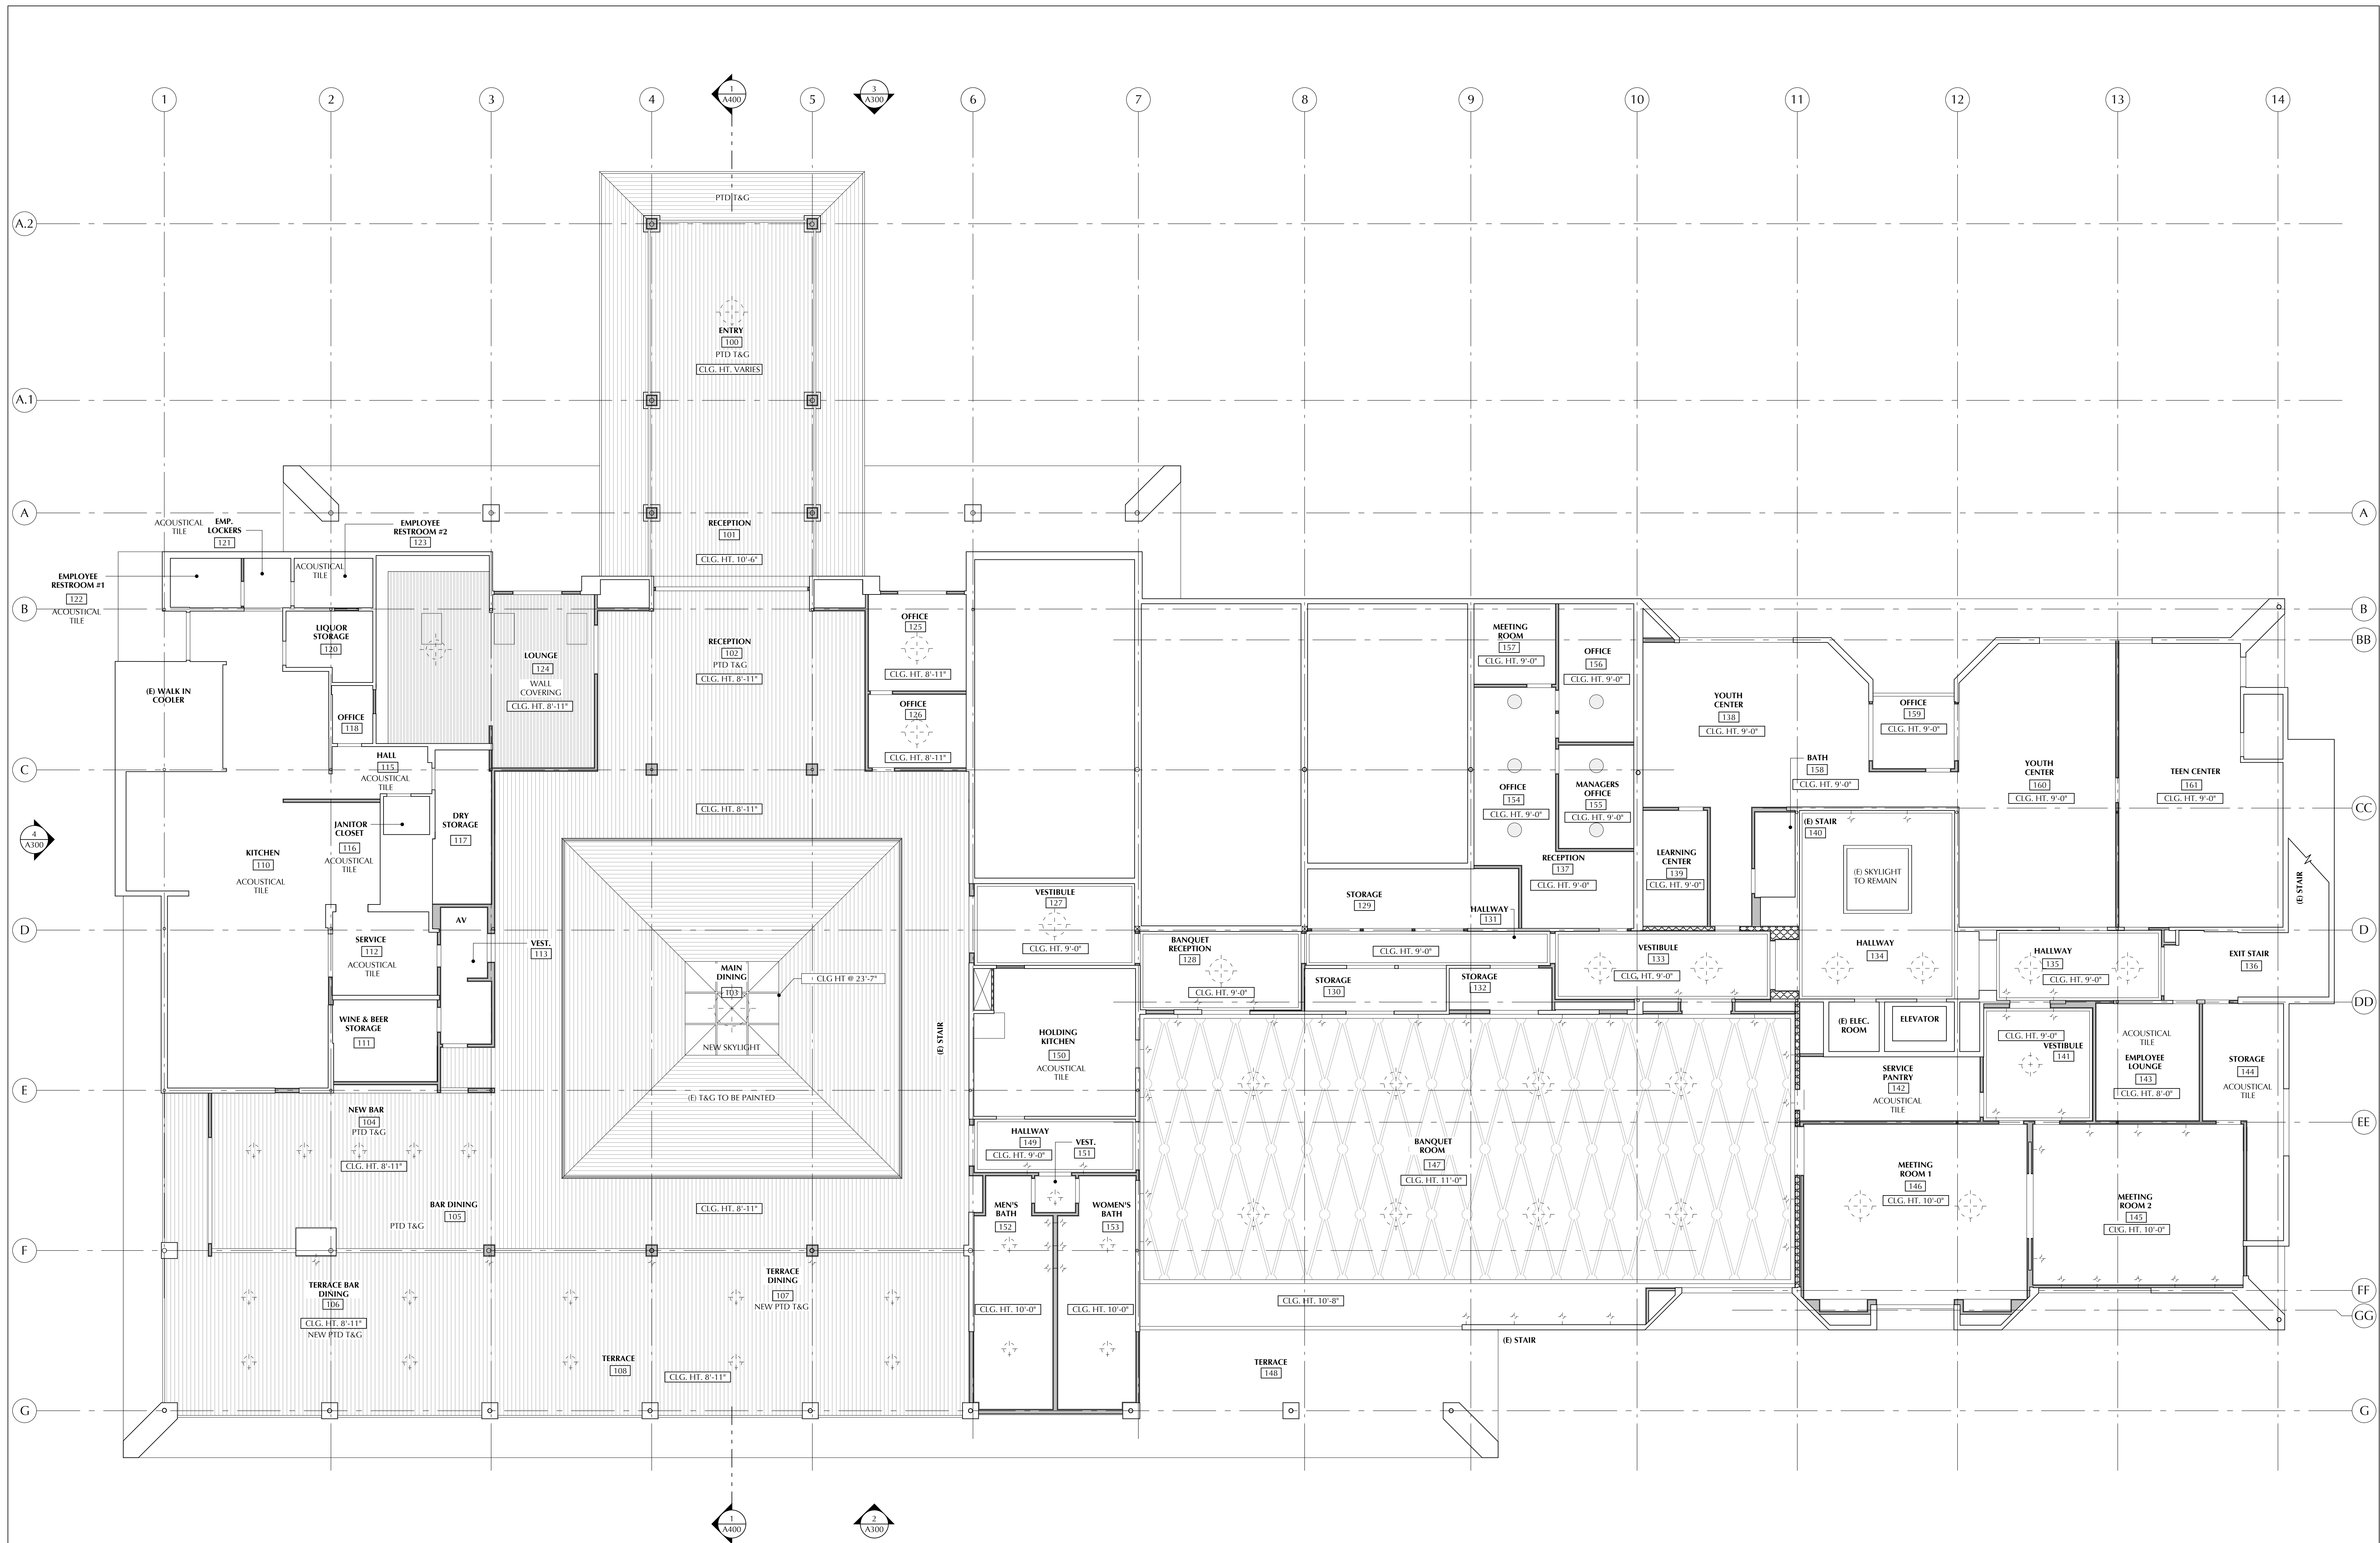 1
2
3
4
5
6
7
8
9
10
11
12
13
14
1
A400
3
A300
PTD T&G
A.2
ENTRY
100
PTD T&G
CLG. HT. VARIES
A.1
A
A
ACOUSTICAL
TILE
EMP.
LOCKERS
121
EMPLOYEE
RESTROOM #2
123
RECEPTION
101
CLG. HT. 10'-6"
EMPLOYEE
RESTROOM #1
122
ACOUSTICAL
TILE
ACOUSTICAL
TILE
B
B
BB
LIQUOR
STORAGE
120
LOUNGE
124
WALL
COVERING
CLG. HT. 8'-11"
RECEPTION
102
PTD T&G
CLG. HT. 8'-11"
OFFICE
125
CLG. HT. 8'-11"
OFFICE
126
CLG. HT. 8'-11"
MEETING
ROOM
157
CLG. HT. 9'-0"
OFFICE
156
CLG. HT. 9'-0"
YOUTH
CENTER
138
CLG. HT. 9'-0"
OFFICE
159
CLG. HT. 9'-0"
(E) WALK IN
COOLER
OFFICE
118
HALL
115
ACOUSTICAL
TILE
C
BATH
158
CLG. HT. 9'-0"
YOUTH
CENTER
160
CLG. HT. 9'-0"
TEEN CENTER
161
CLG. HT. 9'-0"
OFFICE
154
CLG. HT. 9'-0"
MANAGERS
OFFICE
155
CLG. HT. 9'-0"
CLG. HT. 8'-11"
CC
4
A300
JANITOR
CLOSET
116
ACOUSTICAL
TILE
DRY
STORAGE
117
(E) STAIR
140
KITCHEN
110
ACOUSTICAL
TILE
RECEPTION
137
CLG. HT. 9'-0"
LEARNING
CENTER
139
CLG. HT. 9'-0"
(E) SKYLIGHT
TO REMAIN
(E) STAIR
VESTIBULE
127
CLG. HT. 9'-0"
STORAGE
129
HALLWAY
131
CLG. HT. 9'-0"
AV
D
D
SERVICE
112
ACOUSTICAL
TILE
VEST.
113
BANQUET
RECEPTION
128
CLG. HT. 9'-0"
VESTIBULE
133
CLG. HT. 9'-0"
HALLWAY
134
HALLWAY
135
CLG. HT. 9'-0"
EXIT STAIR
136
MAIN
DINING
103
CLG HT @ 23'-7"
STORAGE
130
STORAGE
132
DD
WINE & BEER
STORAGE
111
NEW SKYLIGHT
(E) STAIR
HOLDING
KITCHEN
150
ACOUSTICAL
TILE
(E) ELEC.
ROOM
ELEVATOR
CLG. HT. 9'-0"
VESTIBULE
141
ACOUSTICAL
TILE
EMPLOYEE
LOUNGE
143
CLG. HT. 8'-0"
STORAGE
144
ACOUSTICAL
TILE
SERVICE
PANTRY
142
ACOUSTICAL
TILE
E
(E) T&G TO BE PAINTED
NEW BAR
104
PTD T&G
CLG. HT. 8'-11"
EE
HALLWAY
149
CLG. HT. 9'-0"
VEST.
151
BANQUET
ROOM
147
CLG. HT. 11'-0"
MEETING
ROOM 1
146
CLG. HT. 10'-0"
MEETING
ROOM 2
145
CLG. HT. 10'-0"
BAR DINING
105
PTD T&G
CLG. HT. 8'-11"
MEN'S
BATH
152
WOMEN'S
BATH
153
F
F
TERRACE BAR
DINING
106
CLG. HT. 8'-11"
NEW PTD T&G
TERRACE
DINING
107
NEW PTD T&G
CLG. HT. 10'-0"
CLG. HT. 10'-0"
CLG. HT. 10'-8"
FF
GG
(E) STAIR
TERRACE
108
CLG. HT. 8'-11"
TERRACE
148
G
G
1
A400
2
A300